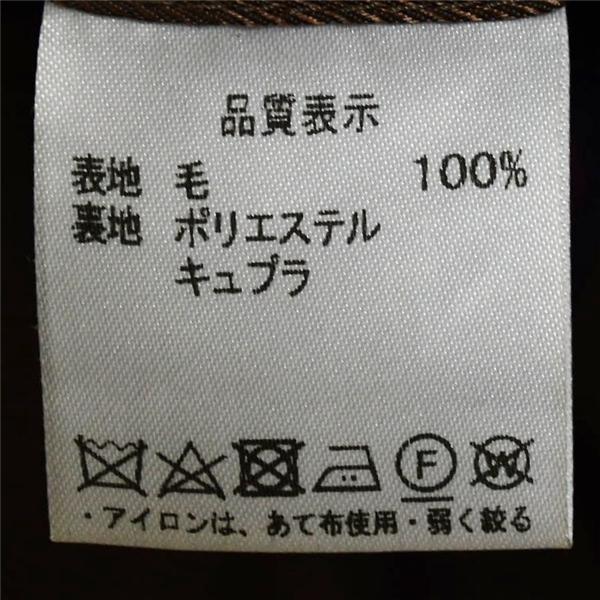 品質表示
表地 毛 100%
裏地 ポリエステル
キュプラ
F W
・アイロンは、あて布使用・弱く絞る